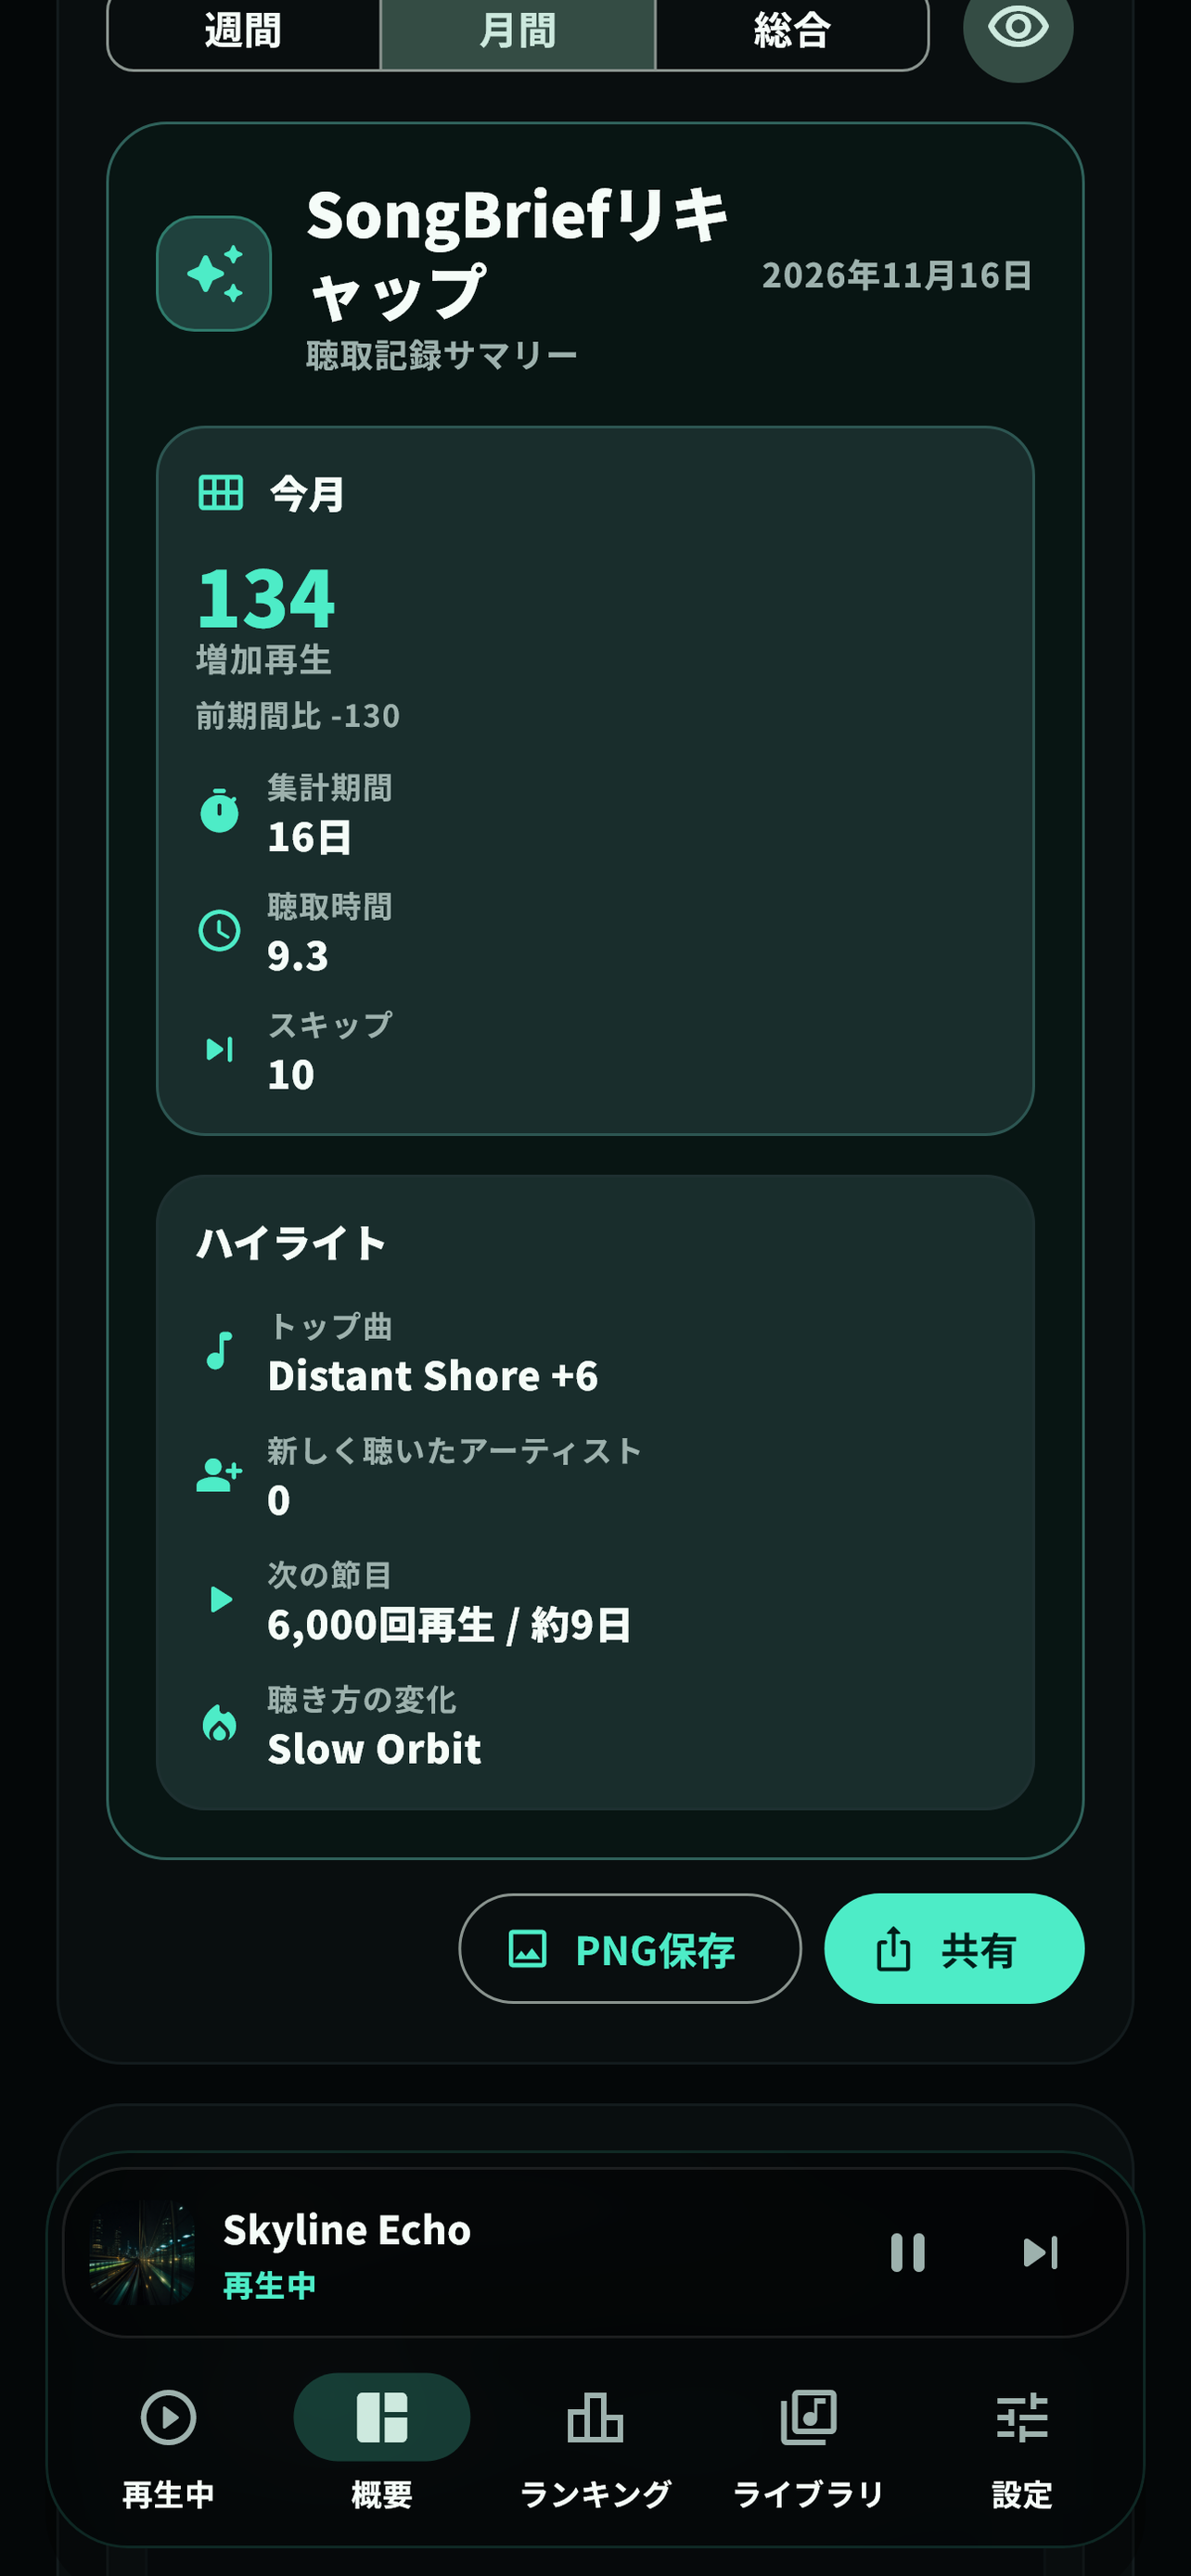 週間
月間
総合
SongBriefリキ
ャップ
2026年11月16日
聴取記録サマリー
今月
134
増加再生
前期間比 -130
集計期間
16日
聴取時間
9.3
スキップ
10
ハイライト
トップ曲
Distant Shore +6
新しく聴いたアーティスト
0
次の節目
6,000回再生 / 約9日
聴き方の変化
Slow Orbit
PNG保存
共有
Skyline Echo
再生中
再生中
概要
ランキング
ライブラリ
設定